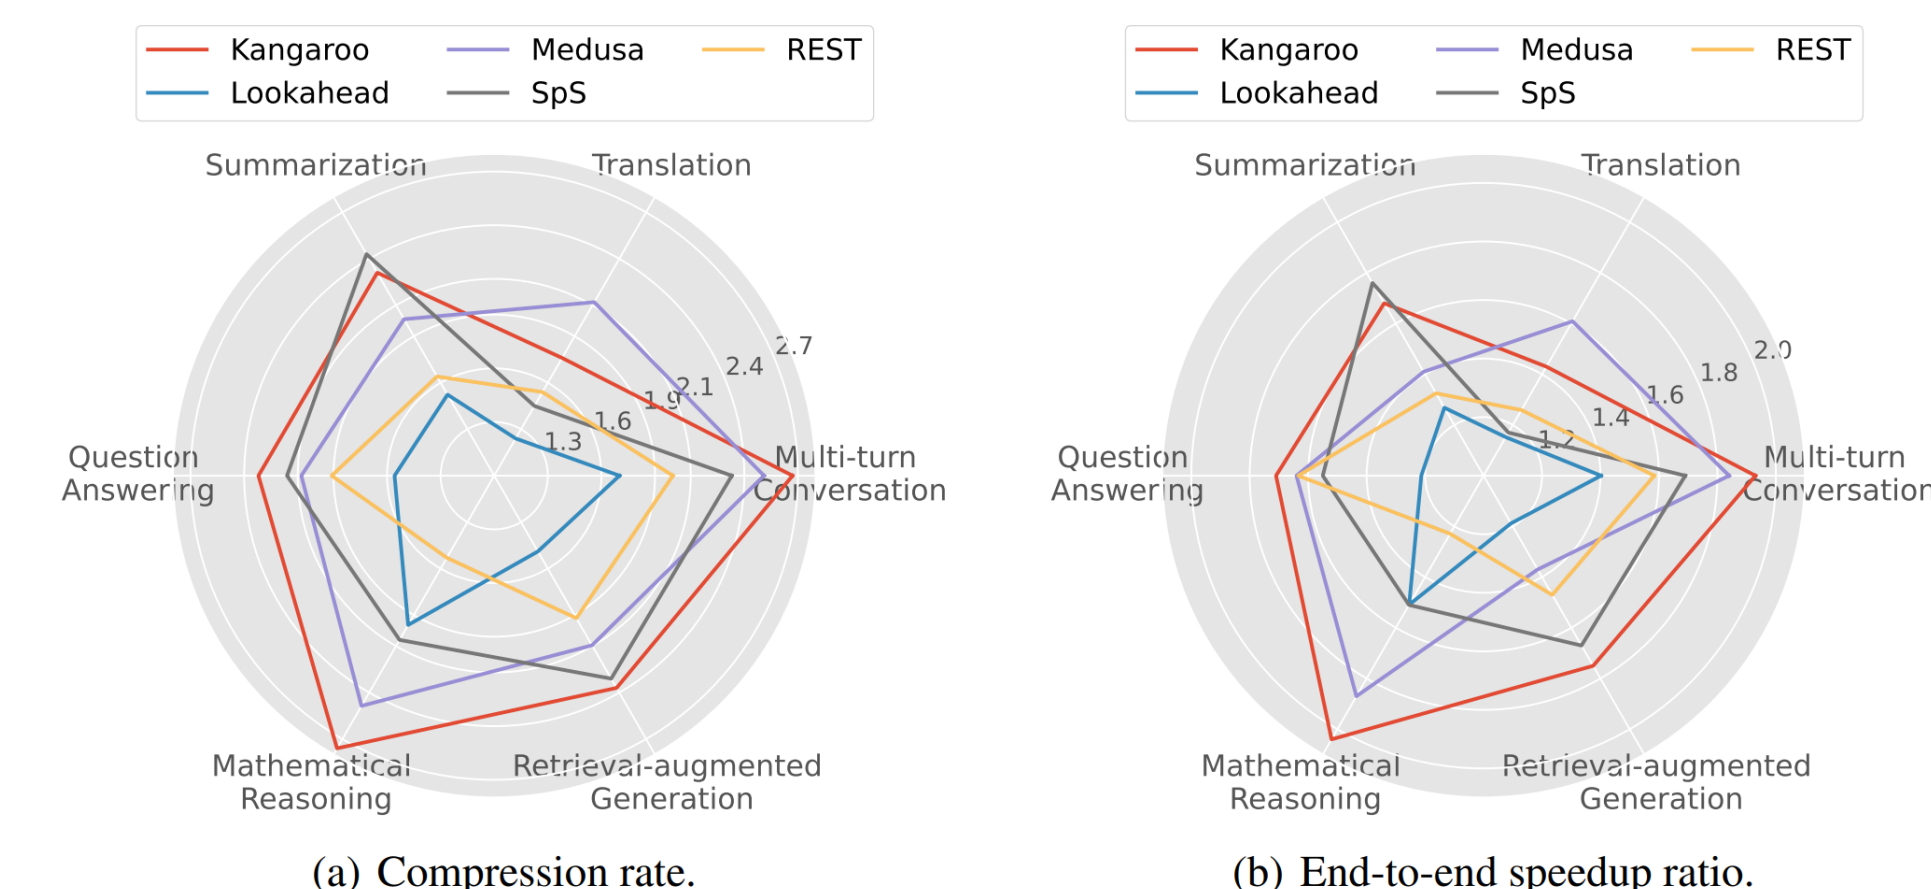 Kangaroo Medusa REST
Lookahead SpS
Summarization Translation
2.7
2.4
2.1
1.9
1.6
1.3
Question
Answering
Multi-turn
Conversation
Mathematical
Reasoning
Retrieval-augmented
Generation
(a) Compression rate.
Kangaroo Medusa REST
Lookahead SpS
Summarization Translation
2.0
1.8
1.6
1.4
1.2
Question
Answering
Multi-turn
Conversation
Mathematical
Reasoning
Retrieval-augmented
Generation
(b) End-to-end speedup ratio.